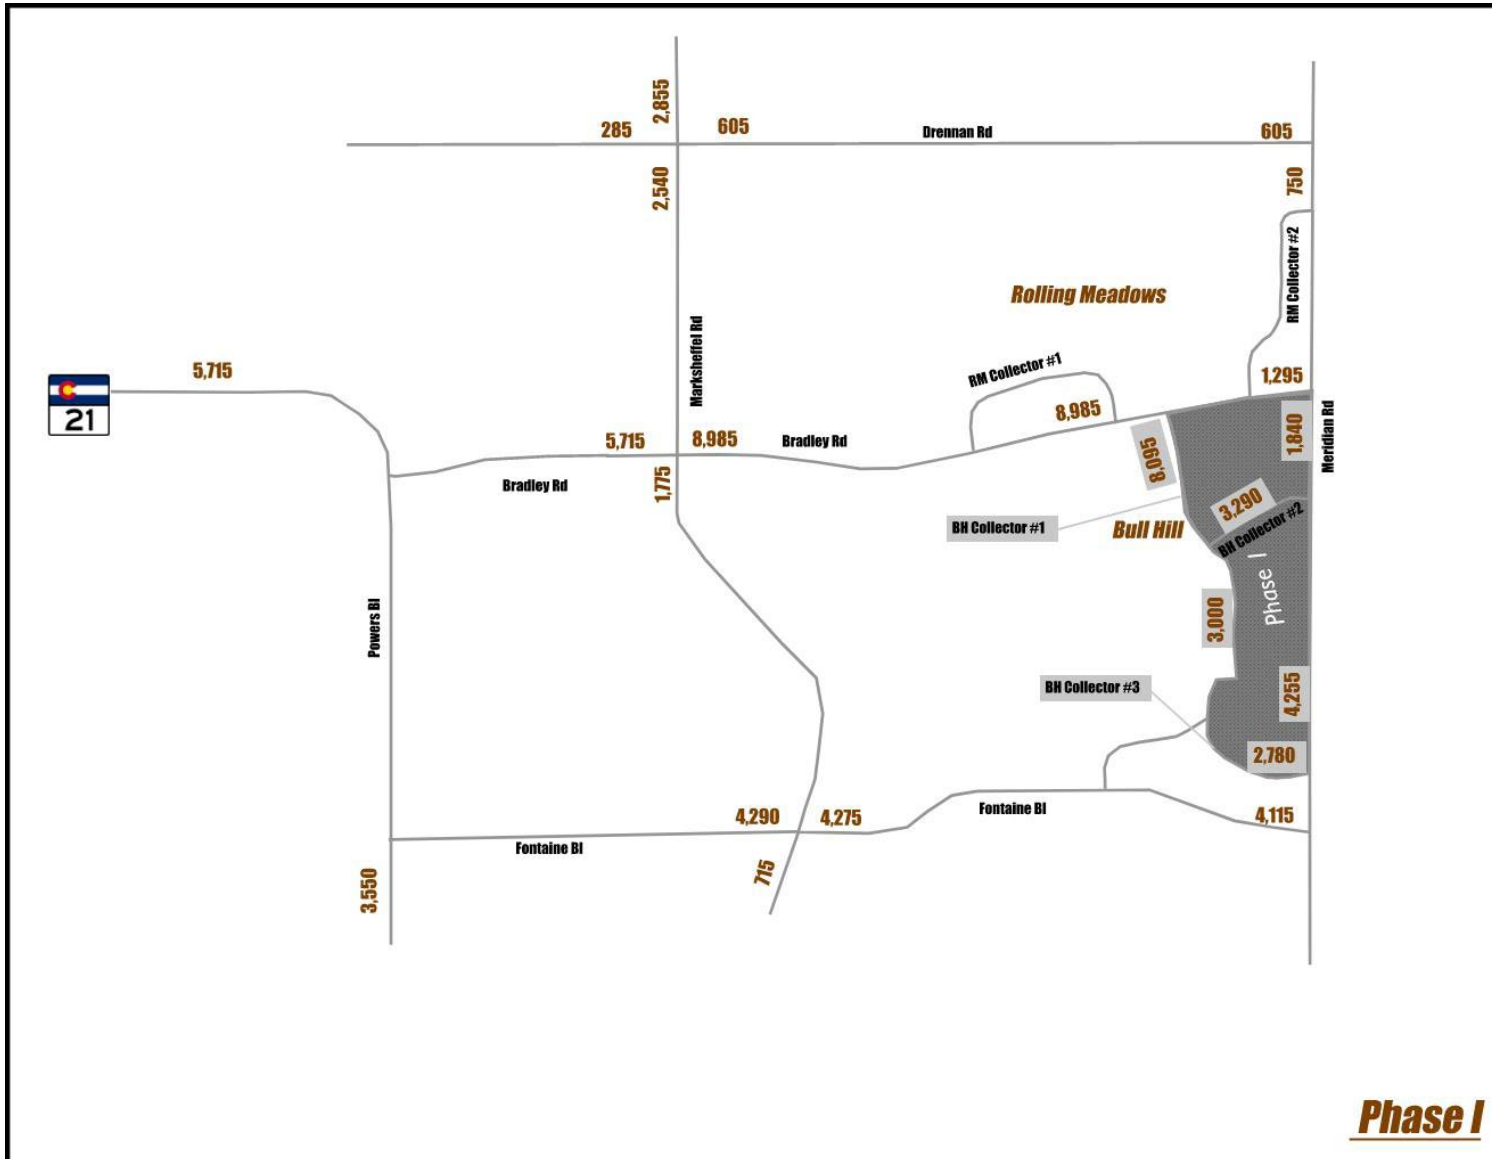 2,855
285
605
Drennan Rd
605
2,540
750
RM Collector #2
Rolling Meadows
Marksheffel Rd
5,715
21
RM Collector #1
1,295
8,985
1,840
Meridian Rd
5,715
8,985
Bradley Rd
8,095
Bradley Rd
1,775
3,290
BH Collector #1
Bull Hill
BH Collector #2
Phase I
Powers Bl
3,000
BH Collector #3
4,255
2,780
4,290
4,275
Fontaine Bl
4,115
Fontaine Bl
715
3,550
Phase I